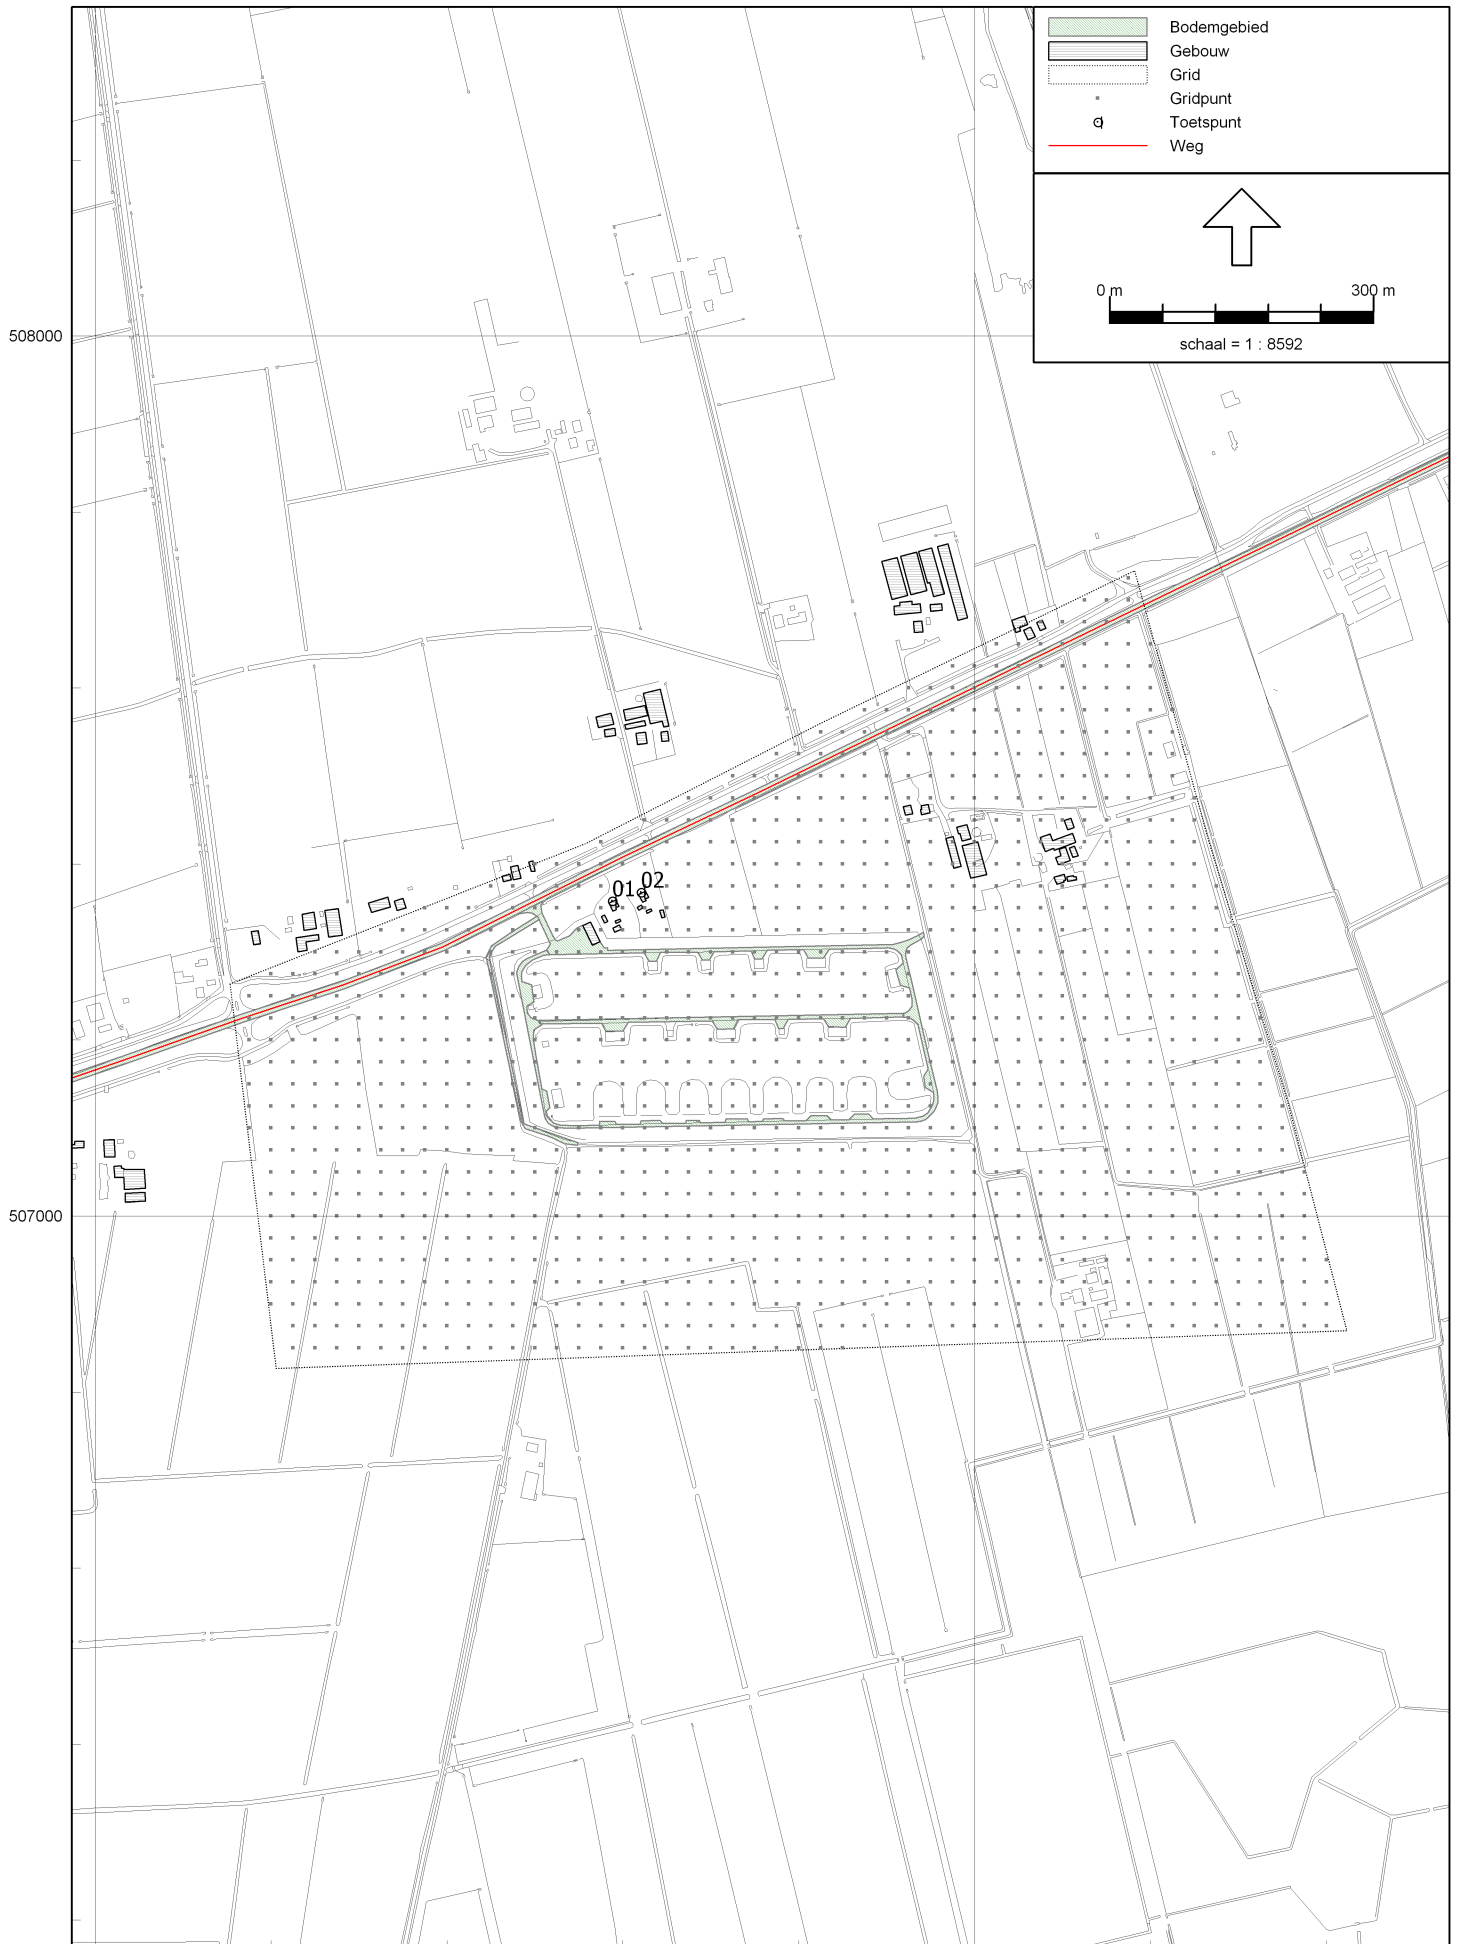 Bodemgebied
Gebouw
Grid
Gridpunt
Toetspunt
Weg
0 m 300 m
schaal = 1 : 8592
508000
01 02
507000